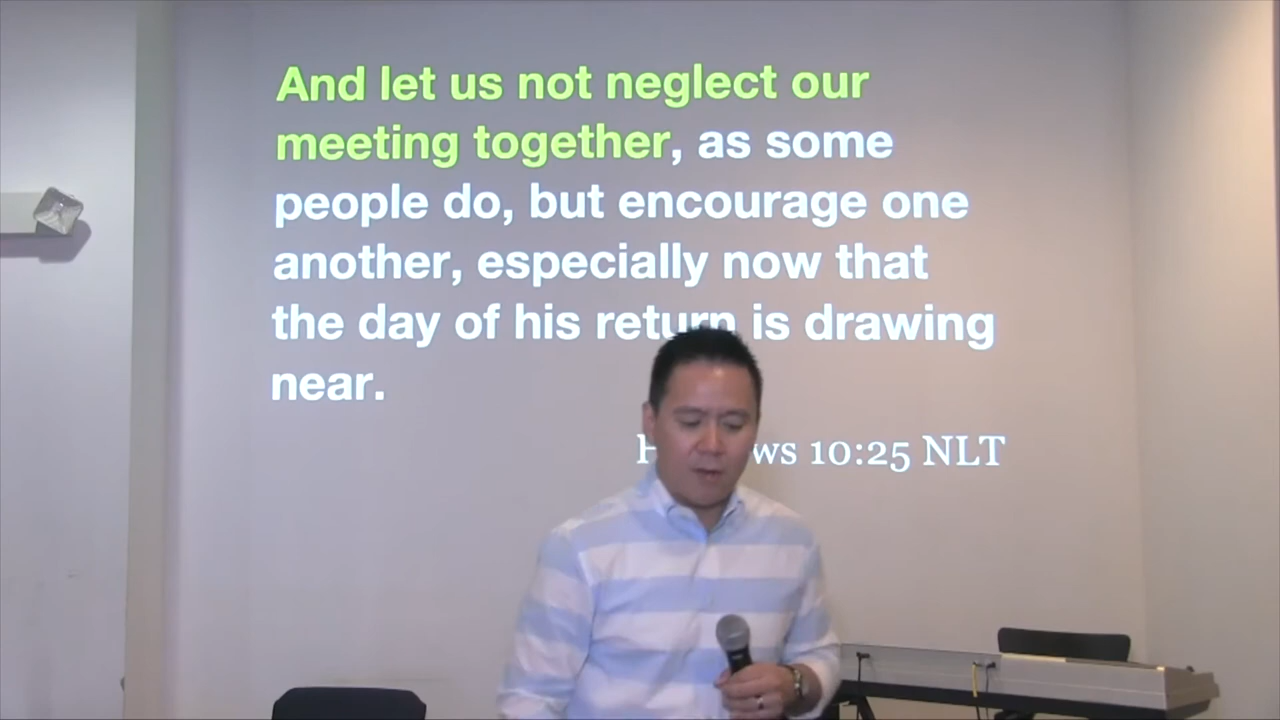 And let us not neglect our
meeting together, as some
people do, but encourage one
another, especially now that
the day of his return is drawing
near.
10:25 NLT